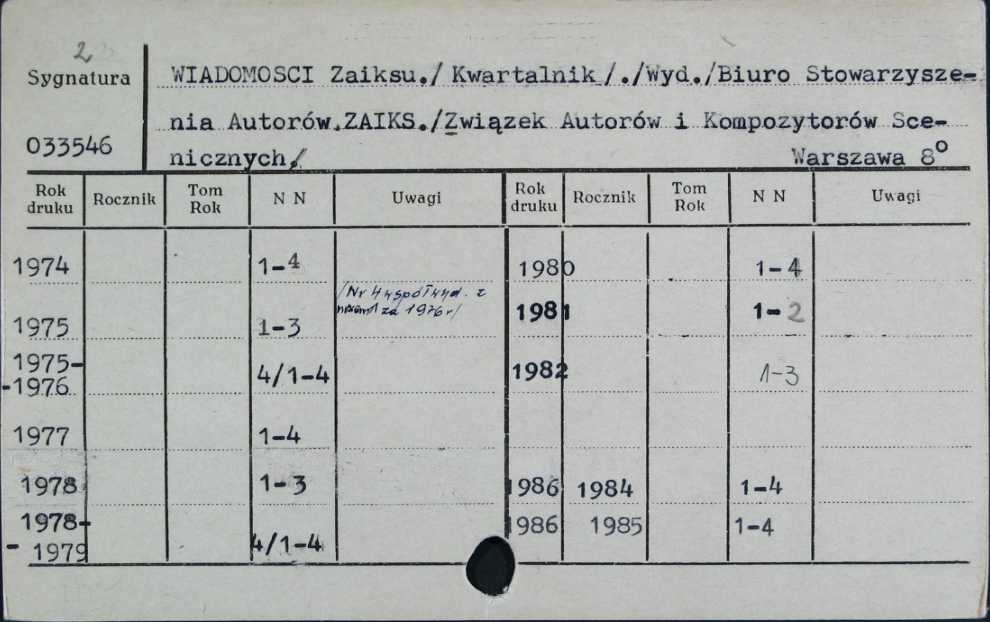 2
Sygnatura
033546
WIADOMOSCI Zaiksu./ Kwartalnik /./Wyd./Biuro Stowarzysze-
nia Autorów.ZAIKS./Związek Autorów i Kompozytorów Sce-
nicznych/ Warszawa 8°
Rok druku Rocznik Tom Rok N N Uwagi Rok druku Rocznik Tom Rok N N Uwagi
1974 1-4 1980 1-4
/Nr 4 współwyd. z
1975 1-3 za 1976r/ 1981 1-2
1975-
-1976 4/1-4 1982 1-3
1977 1-4
1978 1-3 1986 1984 1-4
1978- 1986 1985 1-4
- 1979 4/1-4